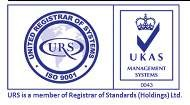 UNITED REGISTRAR OF SYSTEMS
URS
ISO 9001
UKAS
MANAGEMENT
SYSTEMS
0043
URS is a member of Registrar of Standards (Holdings) Ltd.